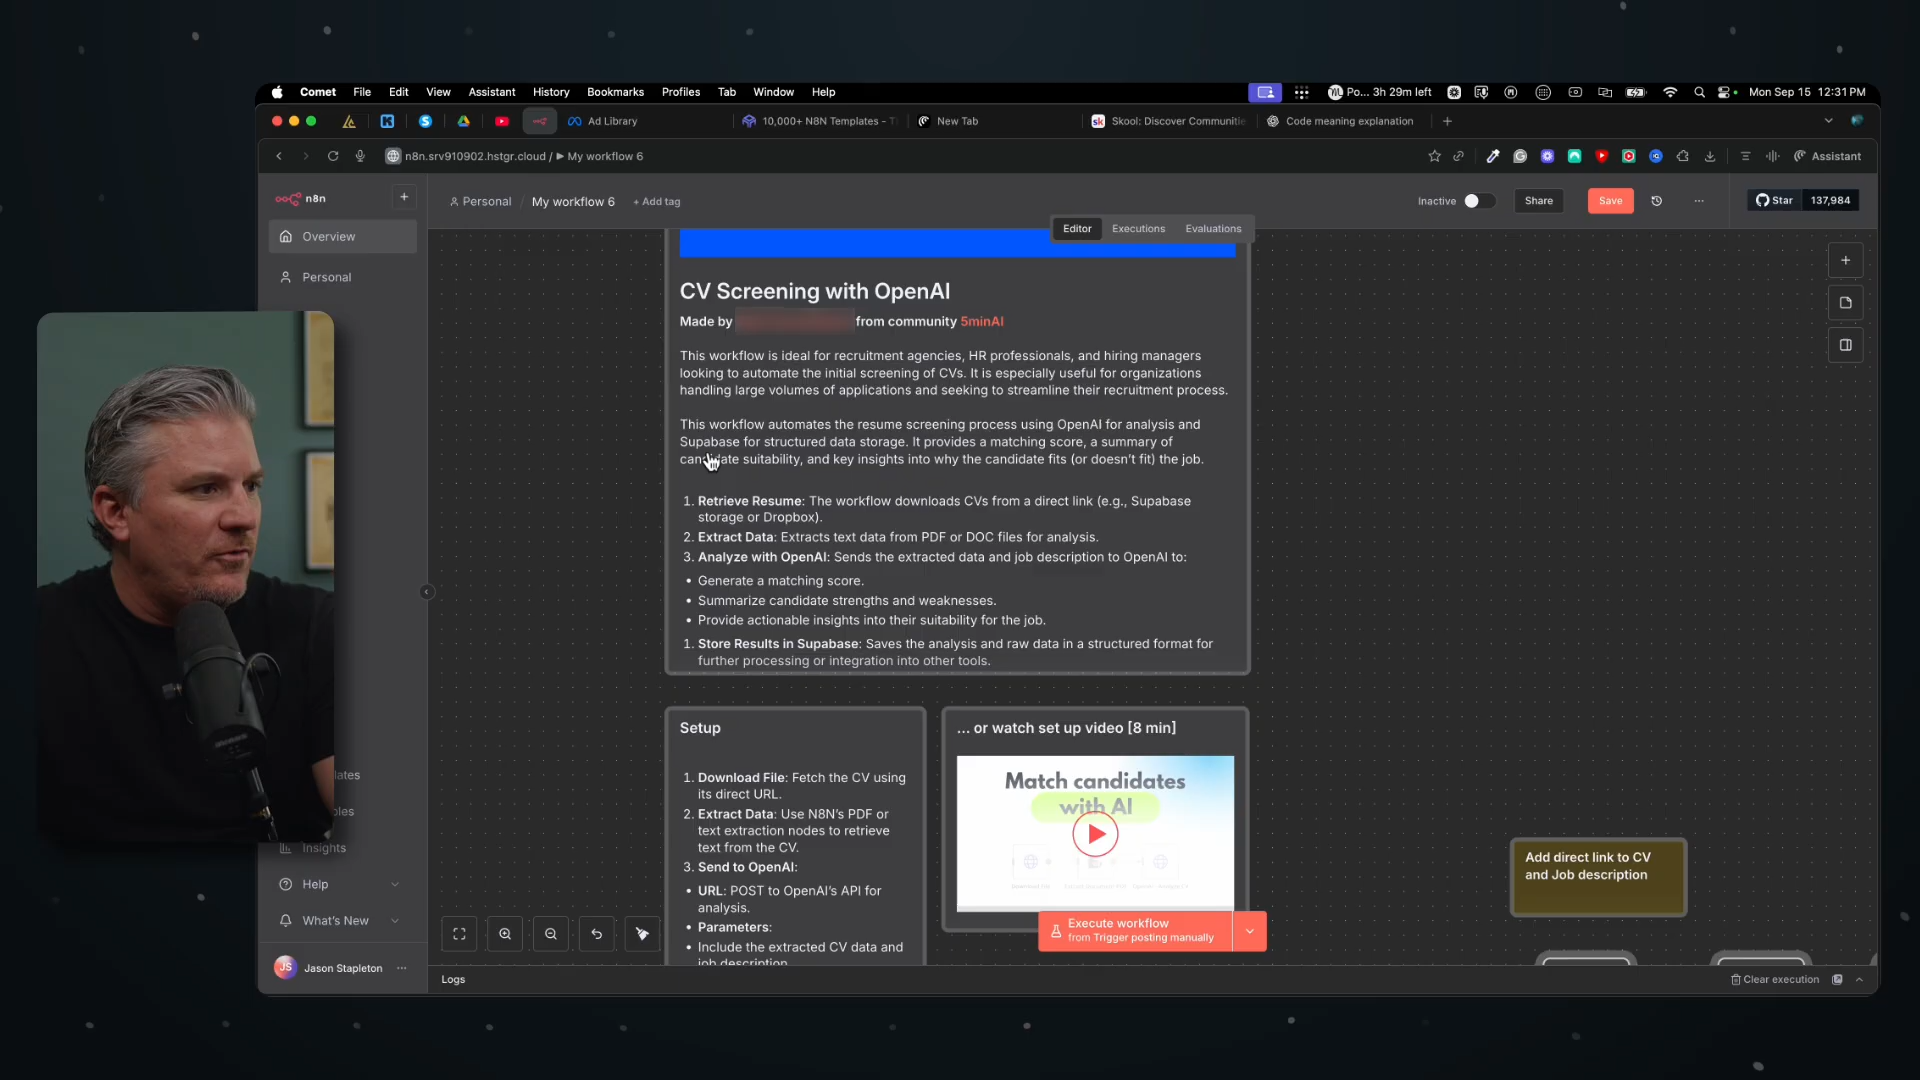 Comet File Edit View Assistant History Bookmarks Profiles Tab Window Help
Po... 3h 29m left
Mon Sep 15 12:31 PM
Ad Library
10,000+ N8N Templates - T
New Tab
Skool: Discover Communitie
Code meaning explanation
n8n.srv910902.hstgr.cloud / ▶ My workflow 6
Assistant
n8n
Personal / My workflow 6 + Add tag
Inactive
Share
Save
Star 137,984
Overview
Personal
Editor Executions Evaluations
CV Screening with OpenAI
Made by from community 5minAI
This workflow is ideal for recruitment agencies, HR professionals, and hiring managers
looking to automate the initial screening of CVs. It is especially useful for organizations
handling large volumes of applications and seeking to streamline their recruitment process.
This workflow automates the resume screening process using OpenAI for analysis and
Supabase for structured data storage. It provides a matching score, a summary of
candidate suitability, and key insights into why the candidate fits (or doesn't fit) the job.
1. Retrieve Resume: The workflow downloads CVs from a direct link (e.g., Supabase
storage or Dropbox).
2. Extract Data: Extracts text data from PDF or DOC files for analysis.
3. Analyze with OpenAI: Sends the extracted data and job description to OpenAI to:
• Generate a matching score.
• Summarize candidate strengths and weaknesses.
• Provide actionable insights into their suitability for the job.
1. Store Results in Supabase: Saves the analysis and raw data in a structured format for
further processing or integration into other tools.
Setup
1. Download File: Fetch the CV using
its direct URL.
2. Extract Data: Use N8N's PDF or
text extraction nodes to retrieve
text from the CV.
3. Send to OpenAI:
• URL: POST to OpenAI's API for
analysis.
• Parameters:
• Include the extracted CV data and
job description
... or watch set up video [8 min]
Match candidates
with AI
Add direct link to CV
and Job description
Execute workflow
from Trigger posting manually
ates
les
Insights
Help
What's New
JS Jason Stapleton
Logs
Clear execution